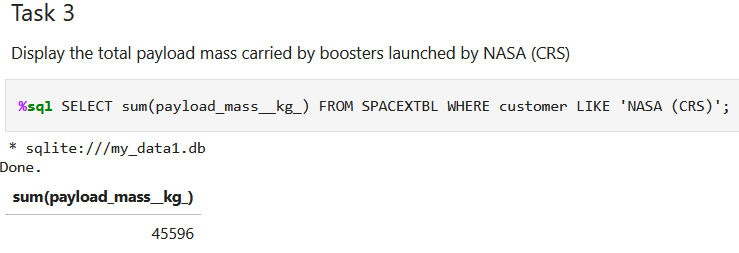 Task 3
Display the total payload mass carried by boosters launched by NASA (CRS)
%sql SELECT sum(payload_mass__kg_) FROM SPACEXTBL WHERE customer LIKE 'NASA (CRS)';
* sqlite:///my_data1.db
Done.
sum(payload_mass__kg_)
45596